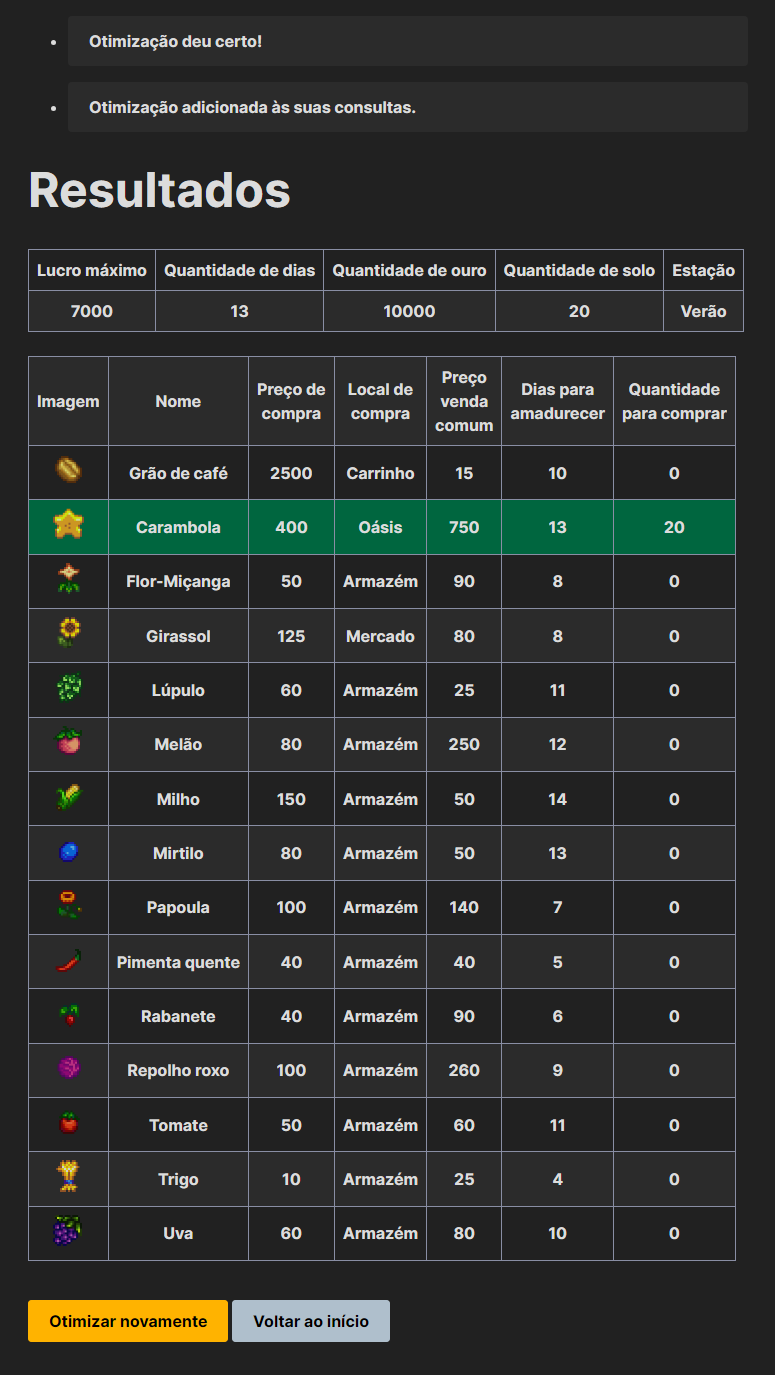 Otimização deu certo!
Otimização adicionada às suas consultas.
Resultados
Lucro máximo Quantidade de dias Quantidade de ouro Quantidade de solo Estação
7000 13 10000 20 Verão
Imagem Nome Preço de compra Local de compra Preço venda comum Dias para amadurecer Quantidade para comprar
Grão de café 2500 Carrinho 15 10 0
Carambola 400 Oásis 750 13 20
Flor-Miçanga 50 Armazém 90 8 0
Girassol 125 Mercado 80 8 0
Lúpulo 60 Armazém 25 11 0
Melão 80 Armazém 250 12 0
Milho 150 Armazém 50 14 0
Mirtilo 80 Armazém 50 13 0
Papoula 100 Armazém 140 7 0
Pimenta quente 40 Armazém 40 5 0
Rabanete 40 Armazém 90 6 0
Repolho roxo 100 Armazém 260 9 0
Tomate 50 Armazém 60 11 0
Trigo 10 Armazém 25 4 0
Uva 60 Armazém 80 10 0
Otimizar novamente Voltar ao início